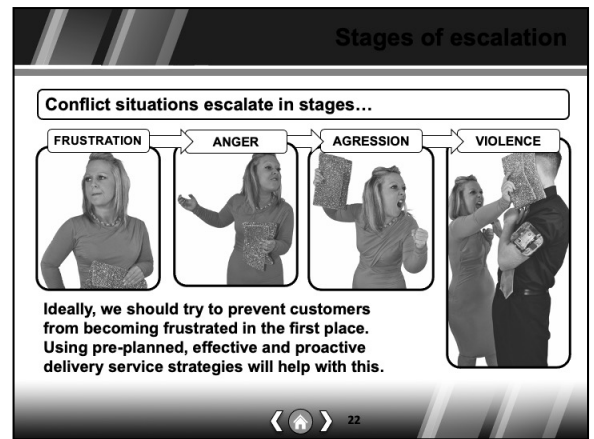 Stages of escalation
Conflict situations escalate in stages...
FRUSTRATION
ANGER
AGRESSION
VIOLENCE
Ideally, we should try to prevent customers
from becoming frustrated in the first place.
Using pre-planned, effective and proactive
delivery service strategies will help with this.
22